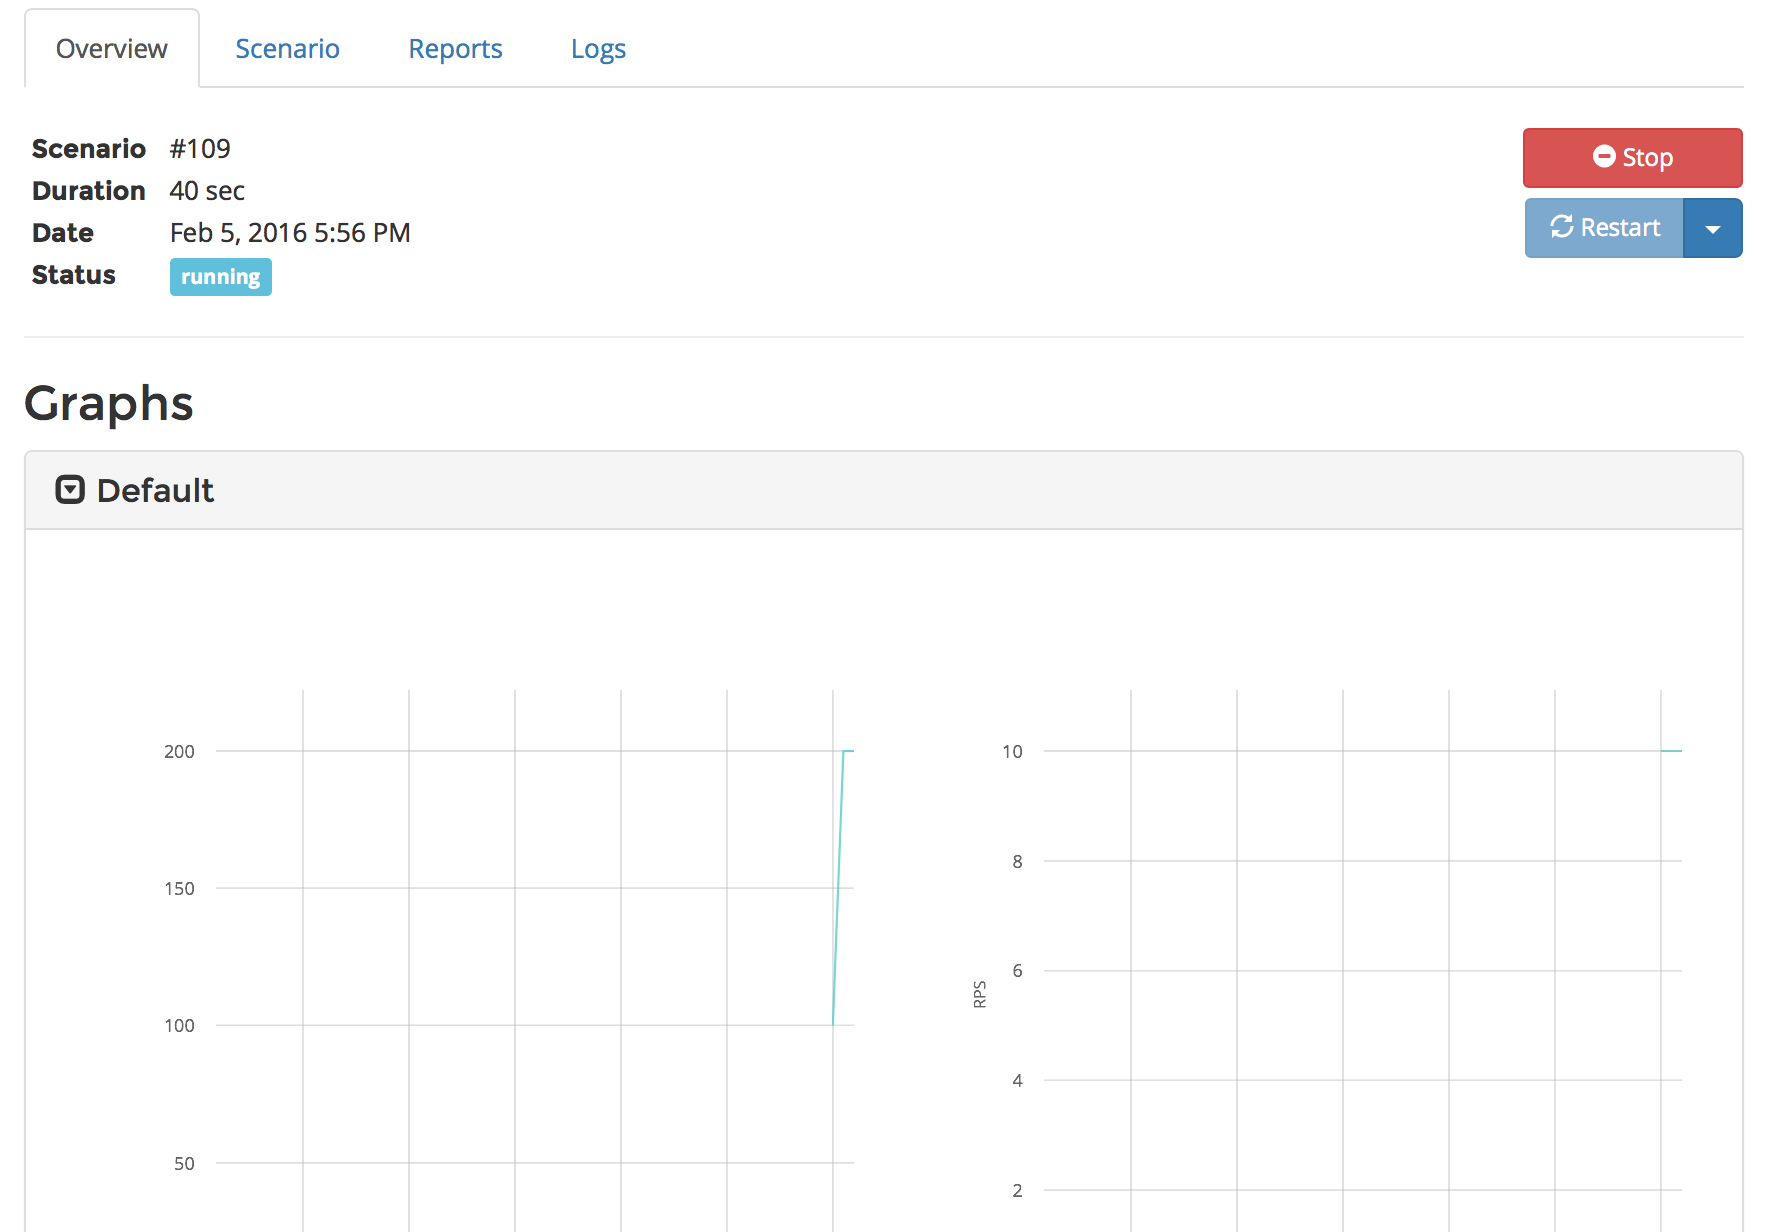 Overview Scenario Reports Logs
Scenario #109
Duration 40 sec
Date Feb 5, 2016 5:56 PM
Status running
Stop
Restart
Graphs
Default
200
150
100
50
RPS
10
8
6
4
2